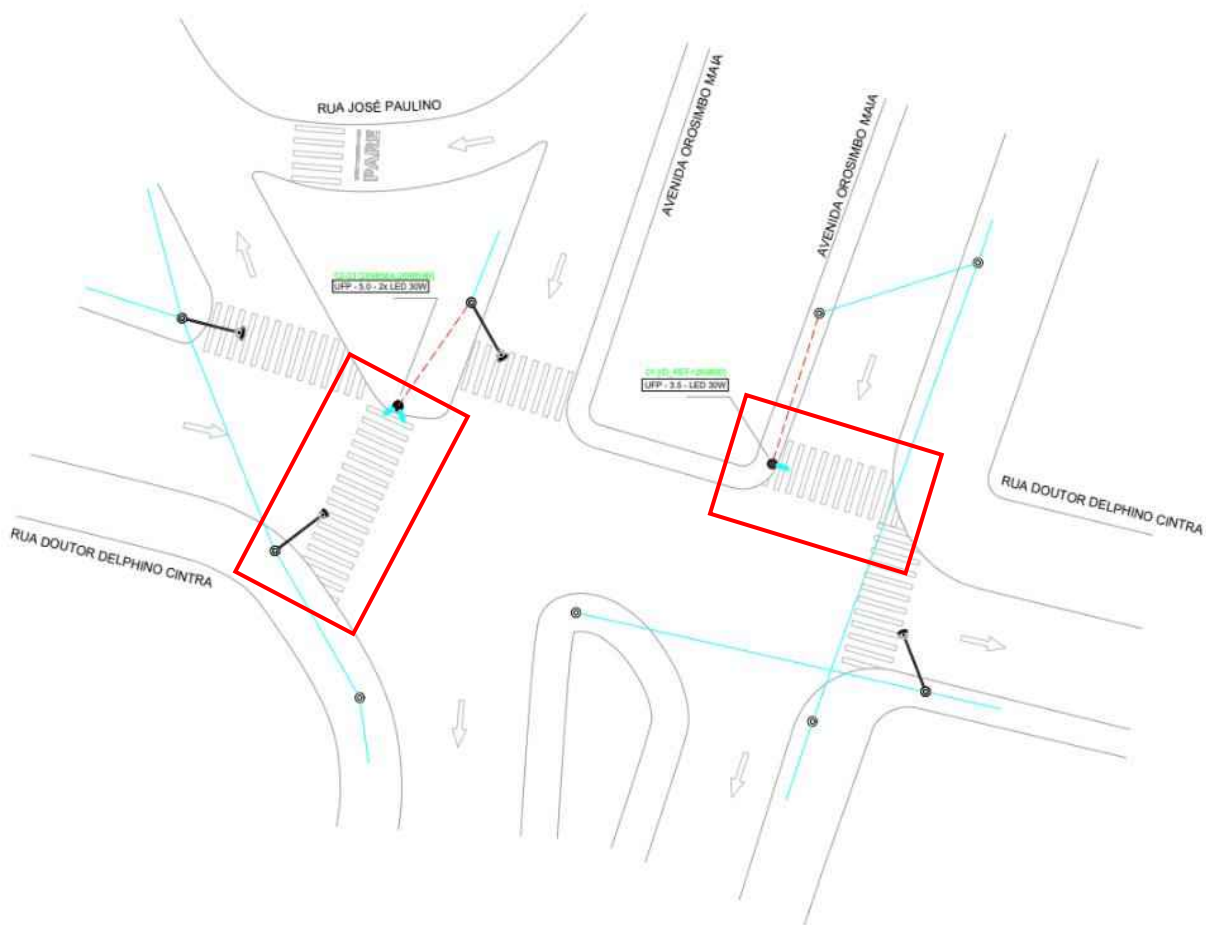 RUA JOSÉ PAULINO
PARE
AVENIDA OROSIMBO MAIA
AVENIDA OROSIMBO MAIA
UFP - 5.0 - 2x LED 30W
UFP - 3.5 - LED 30W
RUA DOUTOR DELPHINO CINTRA
RUA DOUTOR DELPHINO CINTRA